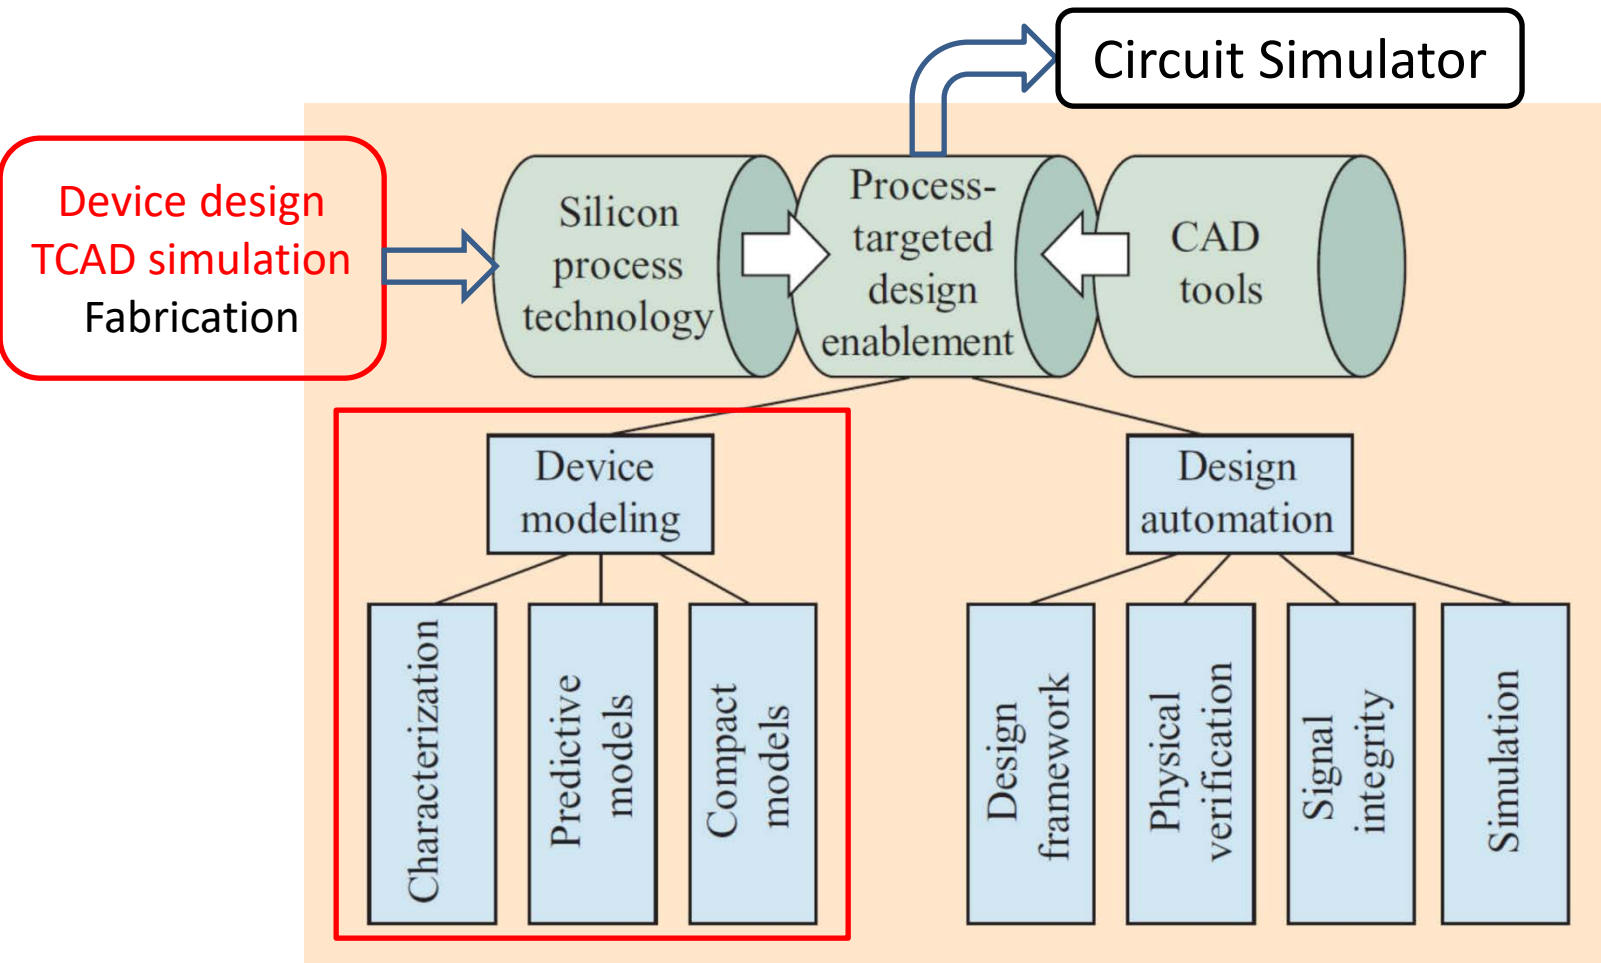 Circuit Simulator
Device design
TCAD simulation
Fabrication
Silicon
process
technology
Process-
targeted
design
enablement
CAD
tools
Device
modeling
Design
automation
Characterization
Predictive
models
Compact
models
Design
framework
Physical
verification
Signal
integrity
Simulation